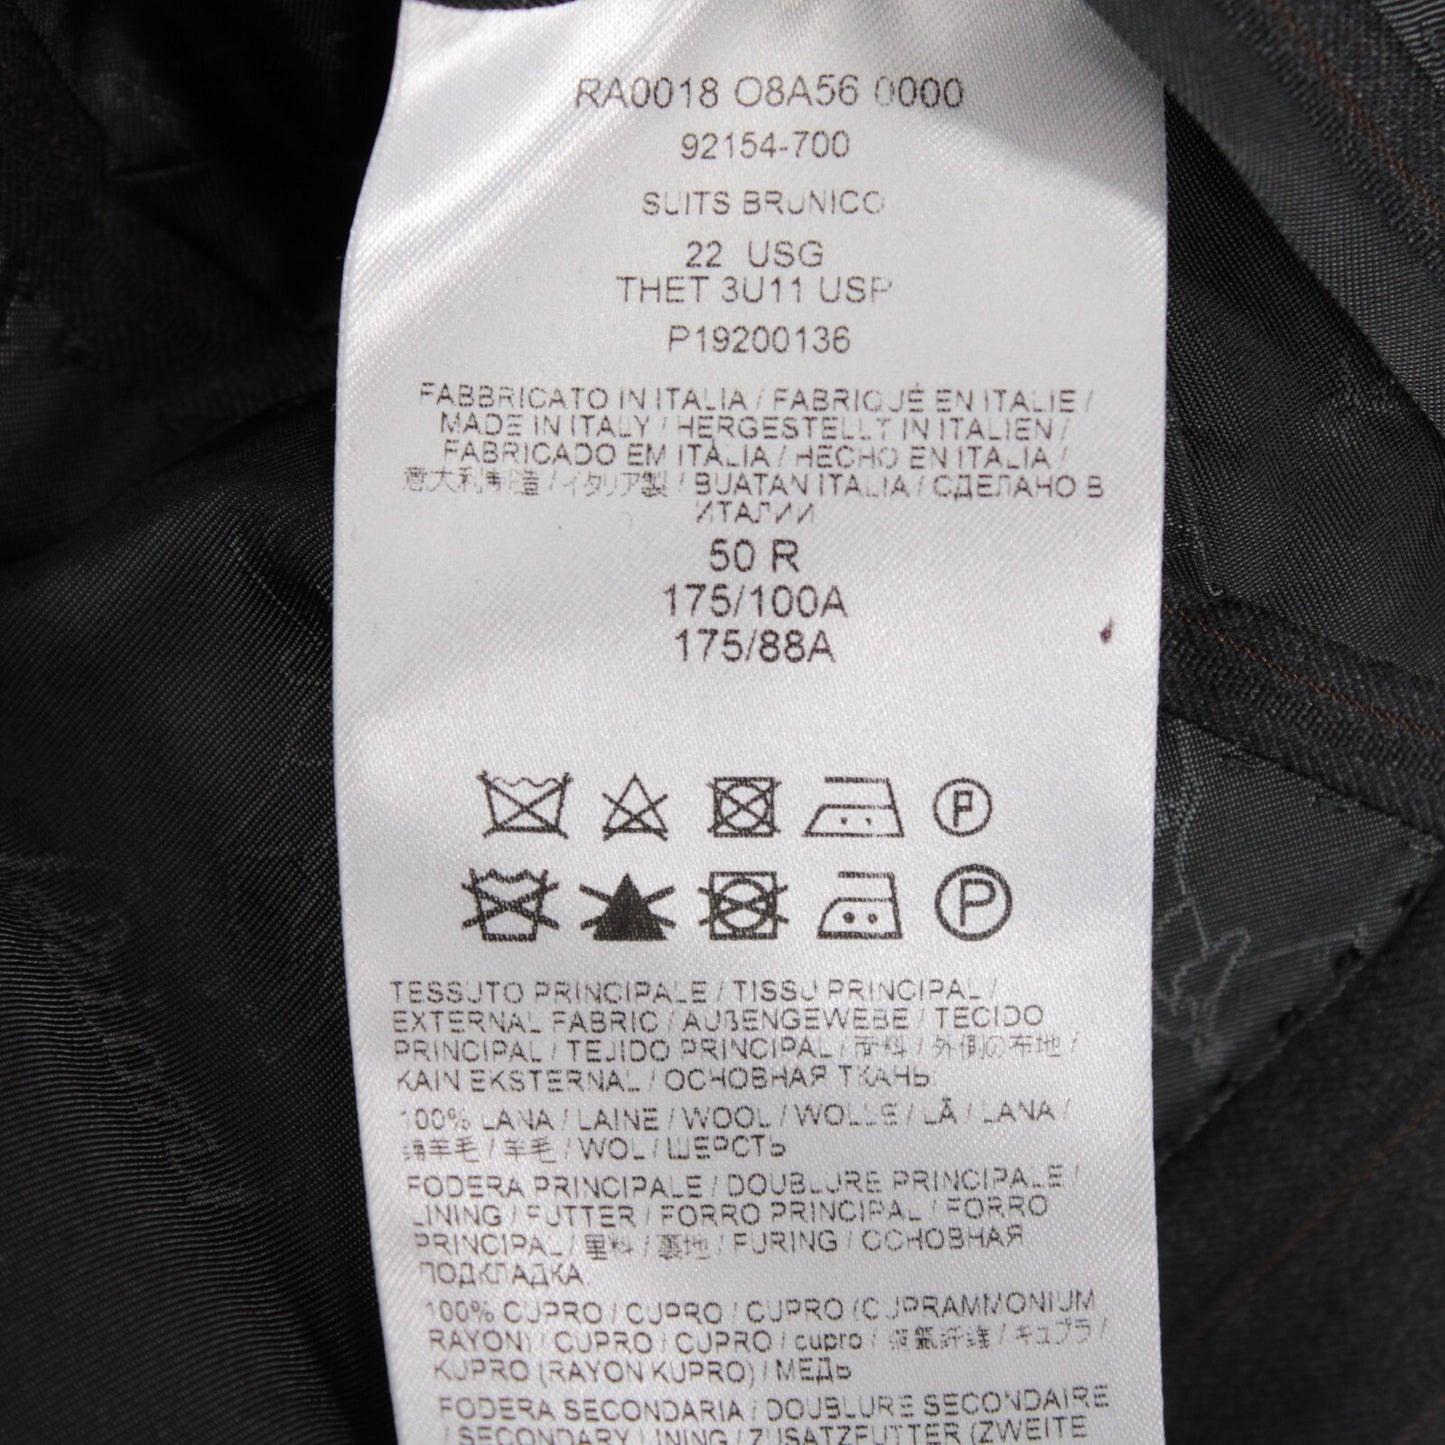 RA0018 O8A56 0000
92154-700
SUITS BRUNICO
22 USG
THET 3U11 USP
P19200136
FABBRICATO IN ITALIA / FABRIQUÉ EN ITALIE /
MADE IN ITALY / HERGESTELLT IN ITALIEN /
FABRICADO EM ITÀLIA / HECHO EN ITALIA /
意大利制造 / イタリア製 / BUATAN ITALIA / СДЕЛАНО В
ИТАЛИИ
50 R
175/100A
175/88A
P
P
TESSUTO PRINCIPALE / TISSU PRINCIPAL /
EXTERNAL FABRIC / AUßENGEWEBE / TECIDO
PRINCIPAL / TEJIDO PRINCIPAL / 面料 / 外側の布地 /
KAIN EKSTERNAL / ОСНОВНАЯ ТКАНЬ:
100% LANA / LAINE / WOOL / WOLLE / LÃ / LANA /
绵羊毛 / 羊毛 / WOL / ШЕРСТЬ
FODERA PRINCIPALE / DOUBLURE PRINCIPALE /
LINING / FUTTER / FORRO PRINCIPAL / FORRO
PRINCIPAL / 里料 / 裏地 / FURING / ОСНОВНАЯ
ПОДКЛАДКА:
100% CUPRO / CUPRO / CUPRO (CUPRAMMONIUM
RAYON) / CUPRO / CUPRO / cupro / 铜氨纤维 / キュプラ /
KUPRO (RAYON KUPRO) / МЕДЬ
FODERA SECONDARIA / DOUBLURE SECONDAIRE
/ SECONDARY LINING / ZUSATZFUTTER (ZWEITE